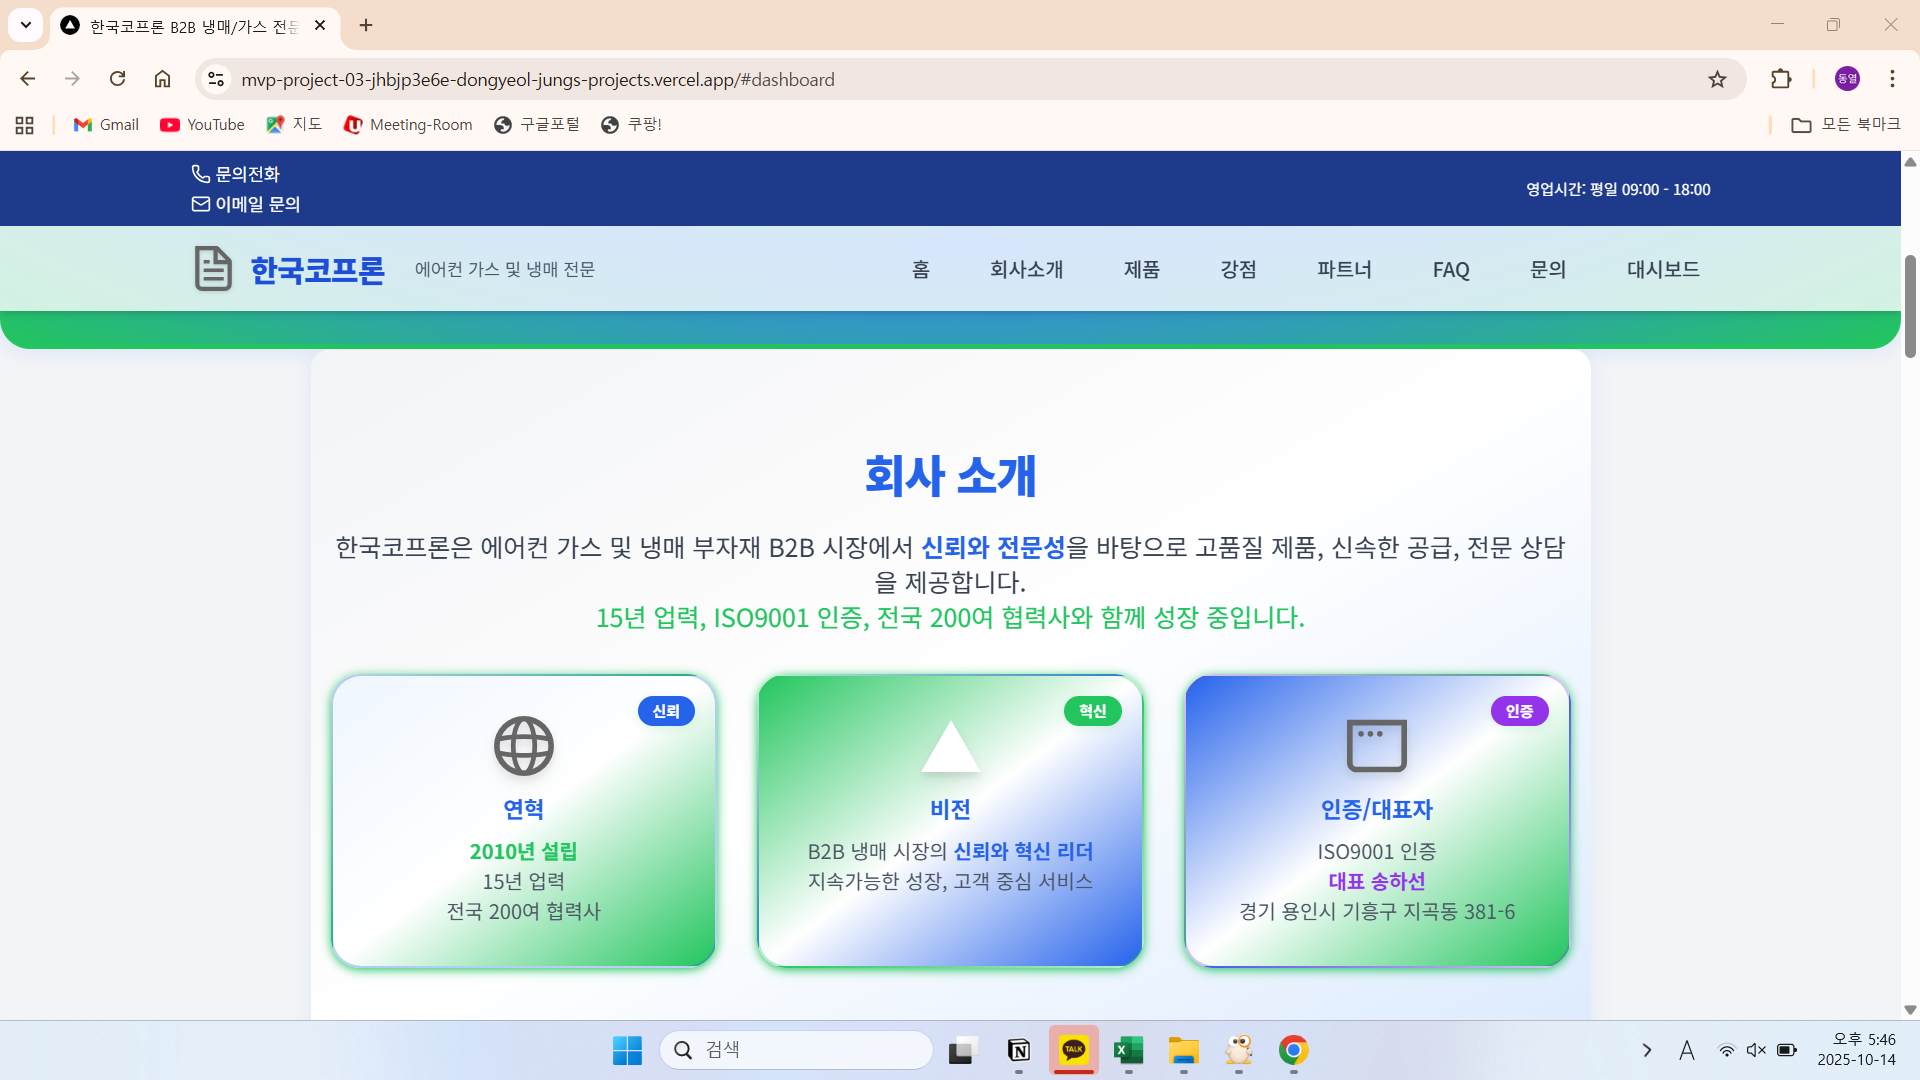 한국코프론 B2B 냉매/가스 전문
mvp-project-03-jhbjp3e6e-dongyeol-jungs-projects.vercel.app/#dashboard
동열
Gmail
YouTube
지도
Meeting-Room
구글포털
쿠팡!
모든 북마크
문의전화
이메일 문의
영업시간: 평일 09:00 - 18:00
한국코프론
에어컨 가스 및 냉매 전문
홈
회사소개
제품
강점
파트너
FAQ
문의
대시보드
회사 소개
한국코프론은 에어컨 가스 및 냉매 부자재 B2B 시장에서 신뢰와 전문성을 바탕으로 고품질 제품, 신속한 공급, 전문 상담
을 제공합니다.
15년 업력, ISO9001 인증, 전국 200여 협력사와 함께 성장 중입니다.
신뢰
연혁
2010년 설립
15년 업력
전국 200여 협력사
혁신
비전
B2B 냉매 시장의 신뢰와 혁신 리더
지속가능한 성장, 고객 중심 서비스
인증
인증/대표자
ISO9001 인증
대표 송하선
경기 용인시 기흥구 지곡동 381-6
검색
TALK
A
오후 5:46
2025-10-14